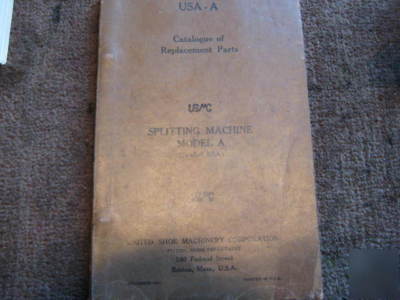 USA - A
Catalogue of
Replacement Parts
USMC
SPLITTING MACHINE
MODEL A
UNITED SHOE MACHINERY CORPORATION
140 Federal Street
Boston, Mass., U.S.A.